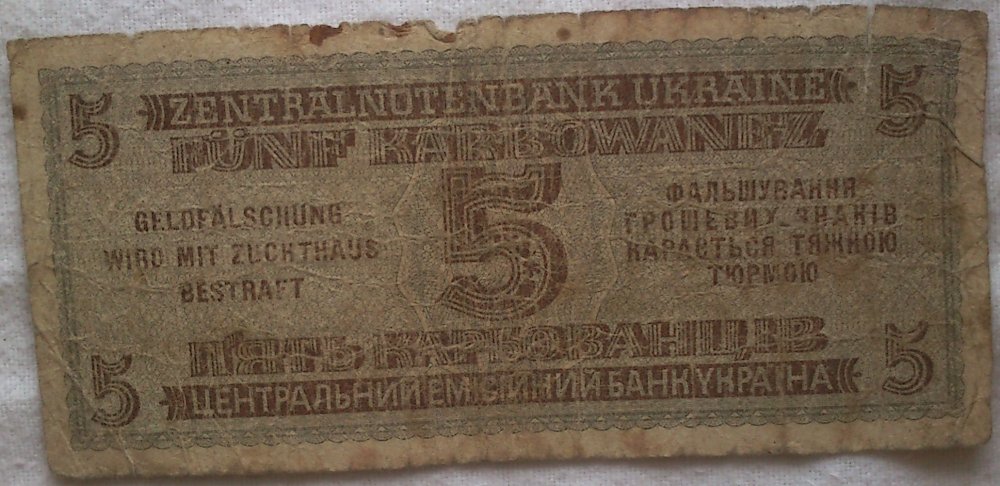 5 ZENTRALNOTENBANK UKRAINE 5
FÜNF KARBOWANEZ
GELDFÄLSCHUNG
WIRD MIT ZUCHTHAUS
BESTRAFT
5
ФАЛЬШУВАННЯ
ГРОШЕВИХ ЗНАКІВ
КАРАЄТЬСЯ ТЯЖКОЮ
ТЮРМОЮ
П'ЯТЬ КАРБОВАНЦІВ
5 ЦЕНТРАЛЬНИЙ ЕМІСІЙНИЙ БАНК УКРАЇНА 5